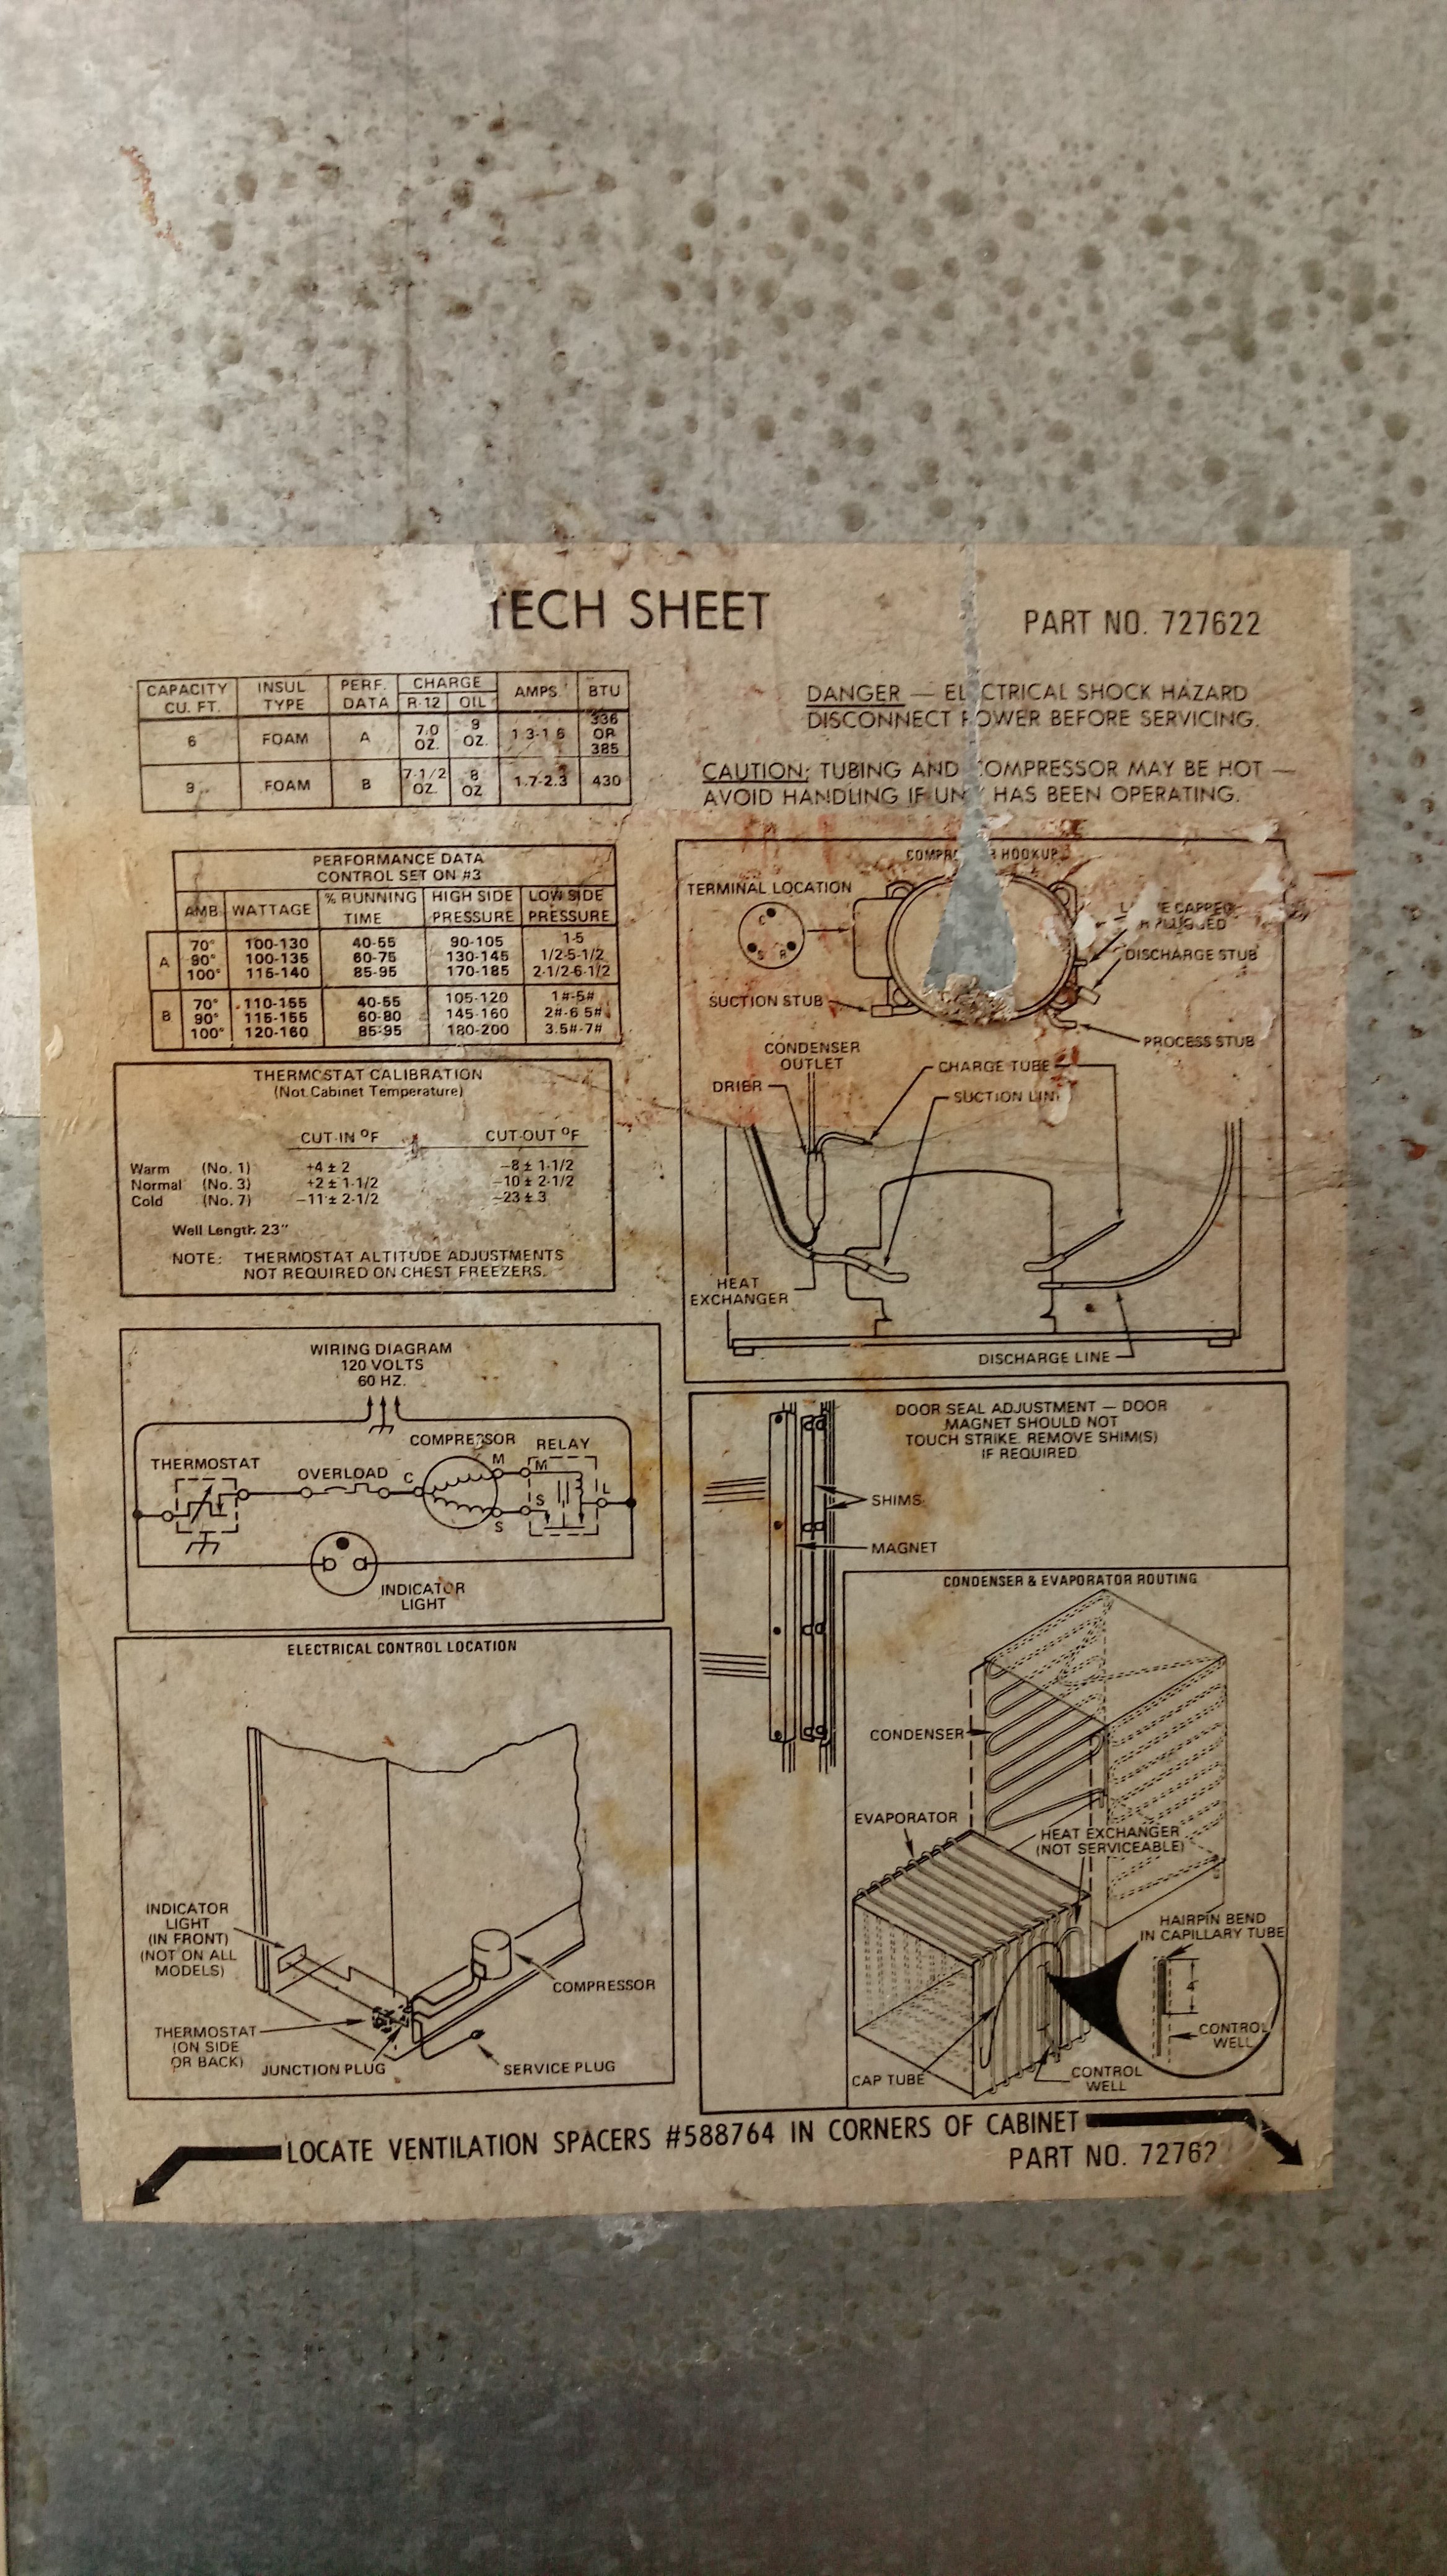 TECH SHEET
PART NO. 727622
CAPACITY CU. FT. INSUL TYPE PERF. DATA CHARGE R-12 OIL AMPS BTU
6 FOAM A 7.0 OZ. 9 OZ. 1.3-1.6 336 OR 385
9 FOAM B 7-1/2 OZ. 8 OZ 1.7-2.3 430
DANGER — ELECTRICAL SHOCK HAZARD
DISCONNECT POWER BEFORE SERVICING.
CAUTION: TUBING AND COMPRESSOR MAY BE HOT —
AVOID HANDLING IF UNIT HAS BEEN OPERATING.
PERFORMANCE DATA
CONTROL SET ON #3
AMB WATTAGE % RUNNING TIME HIGH SIDE PRESSURE LOW SIDE PRESSURE
A
70° 100-130 40-55 90-105 1-5
90° 100-135 60-75 130-145 1/2-5-1/2
100° 115-140 85-95 170-185 2-1/2-6-1/2
B
70° 110-155 40-55 105-120 1#-5#
90° 115-155 60-80 145-160 2#-6.5#
100° 120-160 85-95 180-200 3.5#-7#
THERMOSTAT CALIBRATION
(Not Cabinet Temperature)
CUT-IN °F CUT-OUT °F
Warm (No. 1) +4 ± 2 −8 ± 1-1/2
Normal (No. 3) +2 ± 1-1/2 −10 ± 2-1/2
Cold (No. 7) −11 ± 2-1/2 −23 ± 3
Well Length 23"
NOTE: THERMOSTAT ALTITUDE ADJUSTMENTS
NOT REQUIRED ON CHEST FREEZERS.
WIRING DIAGRAM
120 VOLTS
60 HZ.
THERMOSTAT
OVERLOAD
C
COMPRESSOR
M
S
RELAY
M
S
L
INDICATOR
LIGHT
ELECTRICAL CONTROL LOCATION
INDICATOR
LIGHT
(IN FRONT)
(NOT ON ALL
MODELS)
THERMOSTAT
(ON SIDE
OR BACK)
JUNCTION PLUG
COMPRESSOR
SERVICE PLUG
COMPRESSOR HOOKUP
TERMINAL LOCATION
C
S R
CAPPED
DISCHARGE STUB
SUCTION STUB
PROCESS STUB
CONDENSER
OUTLET
DRIER
CHARGE TUBE
SUCTION LINE
HEAT
EXCHANGER
DISCHARGE LINE
DOOR SEAL ADJUSTMENT — DOOR
MAGNET SHOULD NOT
TOUCH STRIKE. REMOVE SHIM(S)
IF REQUIRED
SHIMS
MAGNET
CONDENSER & EVAPORATOR ROUTING
CONDENSER
EVAPORATOR
HEAT EXCHANGER
(NOT SERVICEABLE)
HAIRPIN BEND
IN CAPILLARY TUBE
4"
CONTROL
WELL
CAP TUBE
CONTROL
WELL
LOCATE VENTILATION SPACERS #588764 IN CORNERS OF CABINET
PART NO. 72762